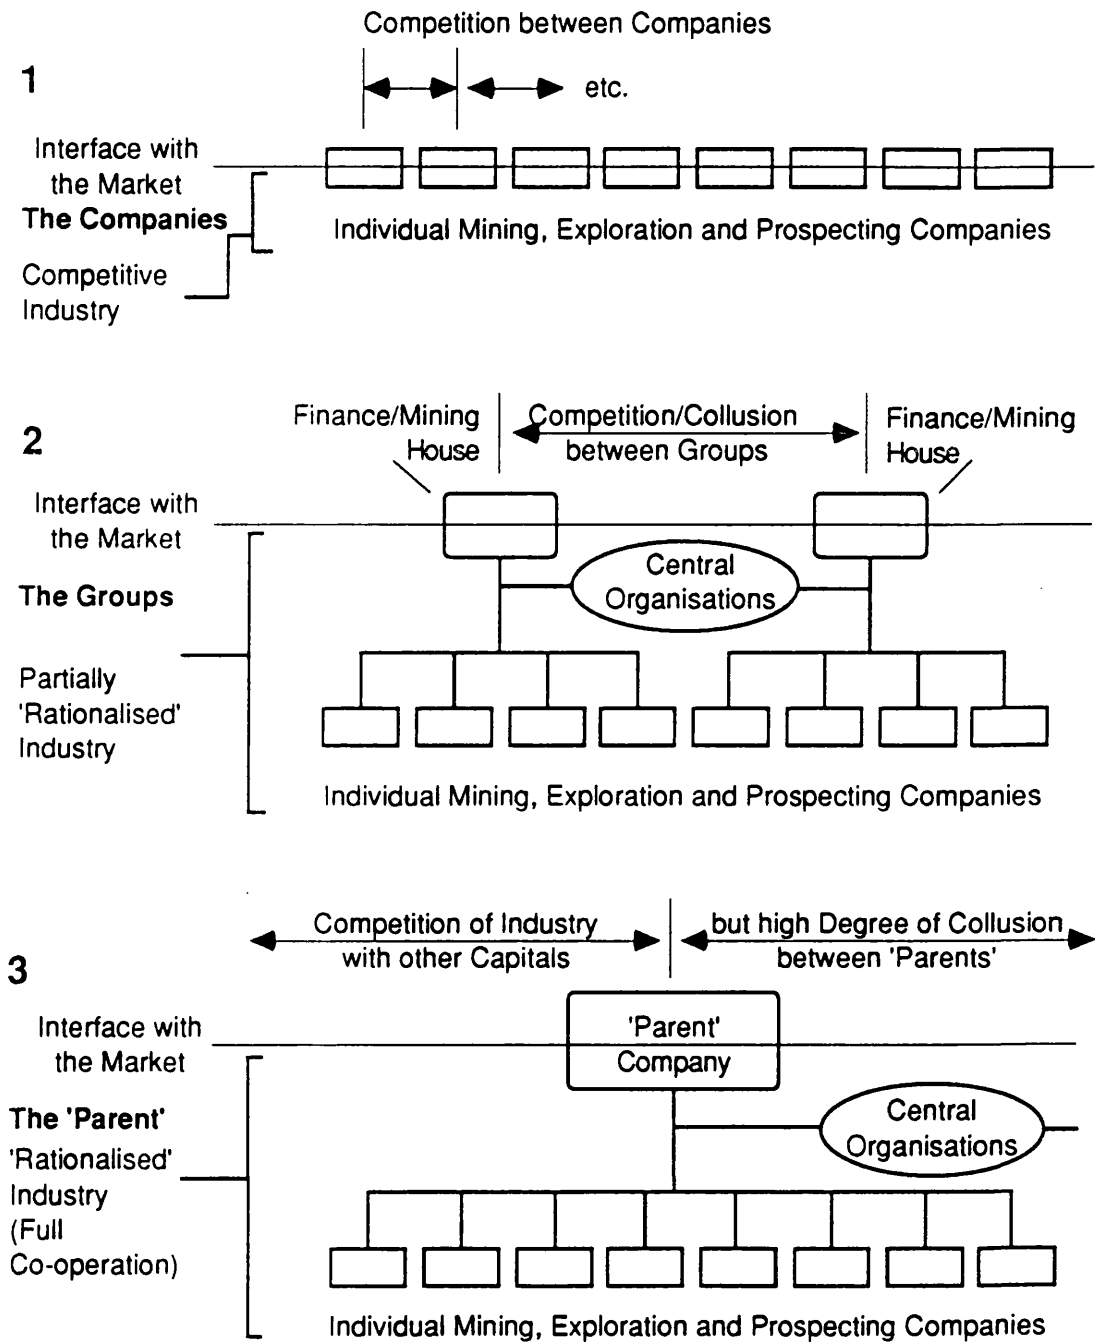 Competition between Companies
1
etc.
Interface with
the Market
The Companies
Individual Mining, Exploration and Prospecting Companies
Competitive
Industry
Finance/Mining
House
Competition/Collusion
between Groups
Finance/Mining
House
2
Interface with
the Market
Central
Organisations
The Groups
Partially
'Rationalised'
Industry
Individual Mining, Exploration and Prospecting Companies
Competition of Industry
with other Capitals
but high Degree of Collusion
between 'Parents'
3
Interface with
the Market
'Parent'
Company
The 'Parent'
'Rationalised'
Industry
(Full
Co-operation)
Central
Organisations
Individual Mining, Exploration and Prospecting Companies